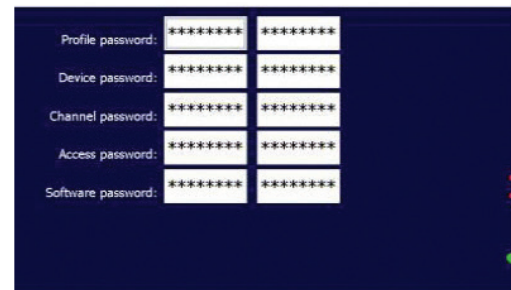 Profile password: ******** ********
Device password: ******** ********
Channel password: ******** ********
Access password: ******** ********
Software password: ******** ********